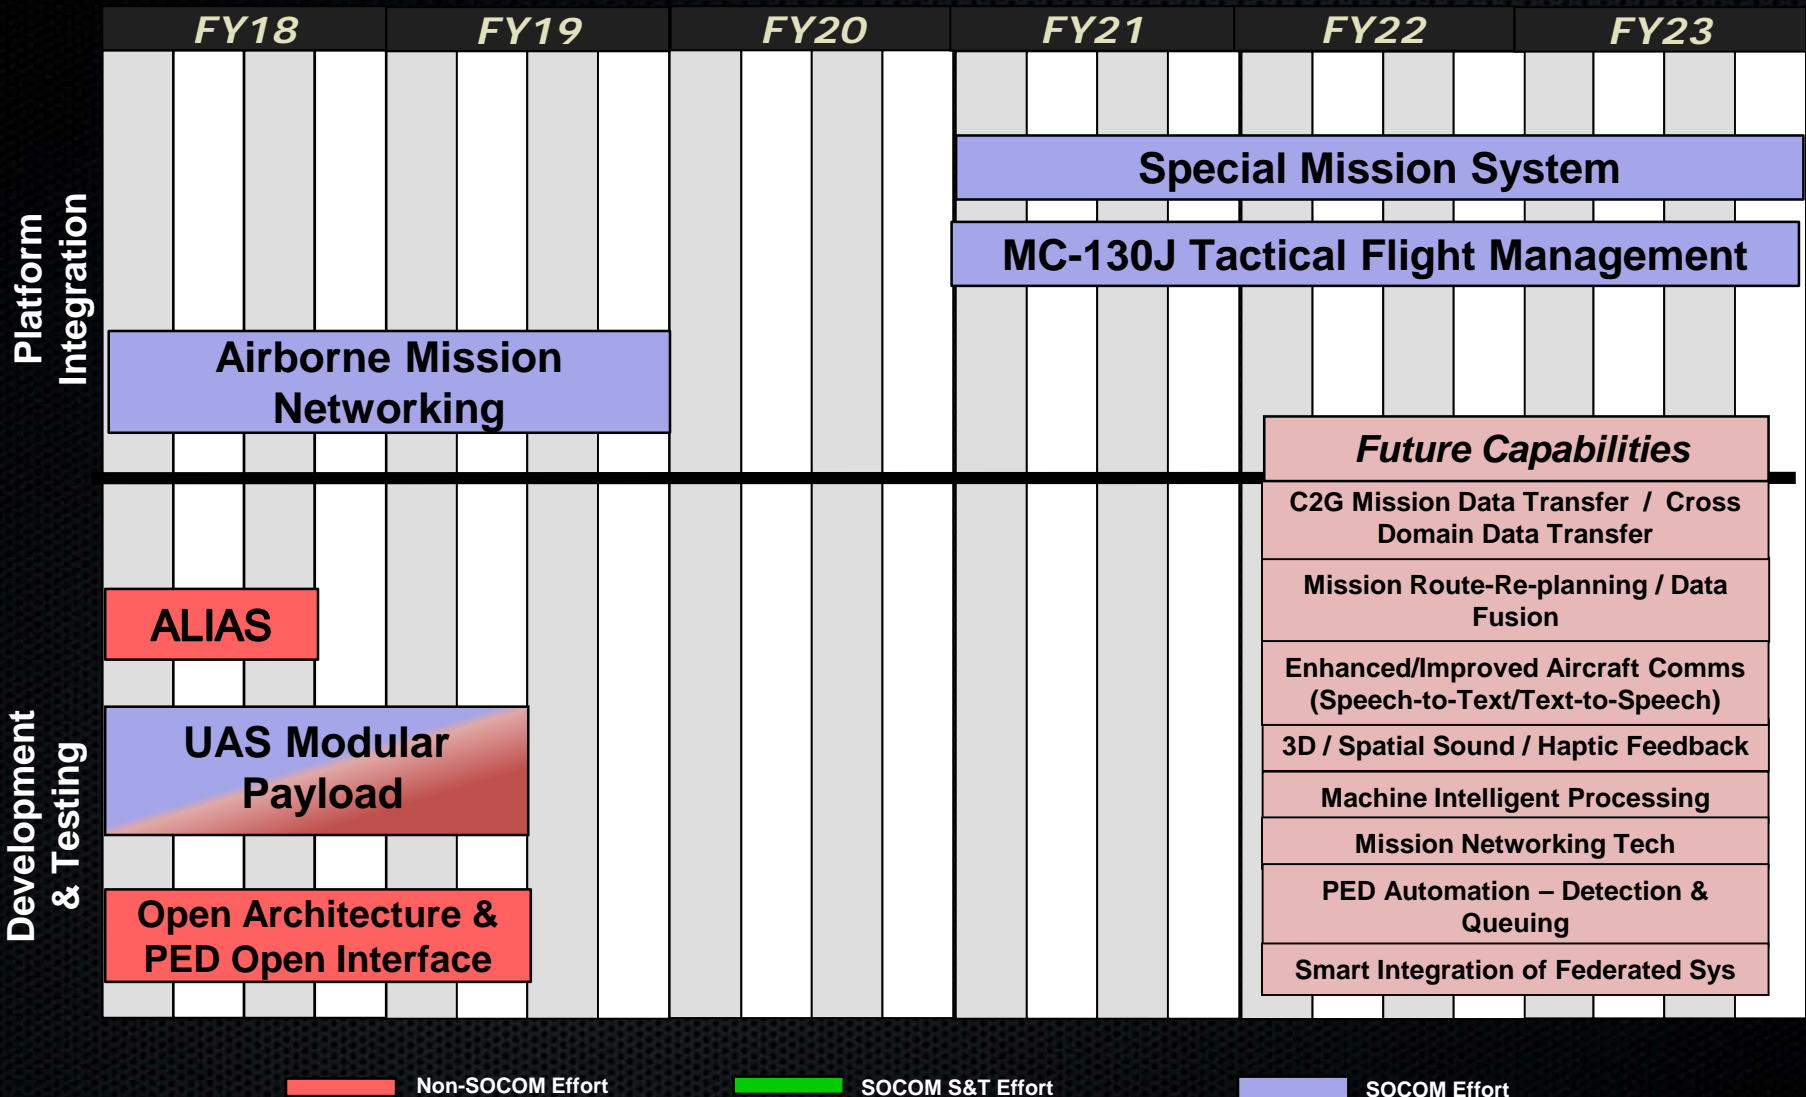 FY18 FY19 FY20 FY21 FY22 FY23
Platform
Integration
Special Mission System
MC-130J Tactical Flight Management
Airborne Mission
Networking
Future Capabilities
C2G Mission Data Transfer / Cross
Domain Data Transfer
Mission Route-Re-planning / Data
Fusion
Enhanced/Improved Aircraft Comms
(Speech-to-Text/Text-to-Speech)
3D / Spatial Sound / Haptic Feedback
Machine Intelligent Processing
Mission Networking Tech
PED Automation – Detection &
Queuing
Smart Integration of Federated Sys
Development
& Testing
ALIAS
UAS Modular
Payload
Open Architecture &
PED Open Interface
Non-SOCOM Effort
SOCOM S&T Effort
SOCOM Effort